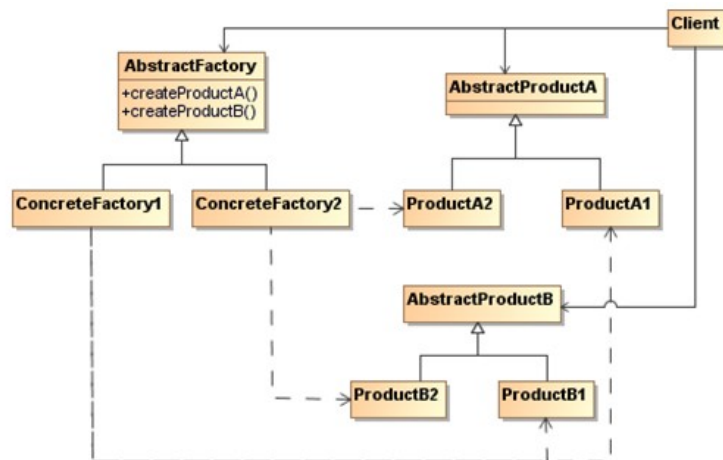 Client
AbstractFactory
+createProductA()
+createProductB()
AbstractProductA
ConcreteFactory1
ConcreteFactory2
ProductA2
ProductA1
AbstractProductB
ProductB2
ProductB1